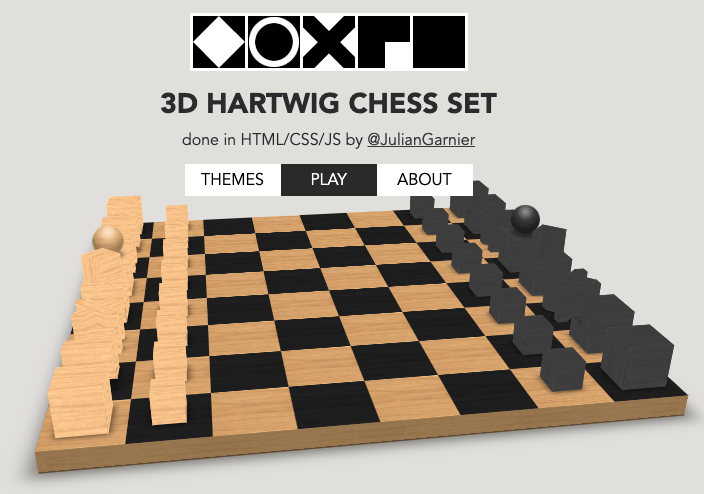 3D HARTWIG CHESS SET
done in HTML/CSS/JS by @JulianGarnier
THEMES PLAY ABOUT